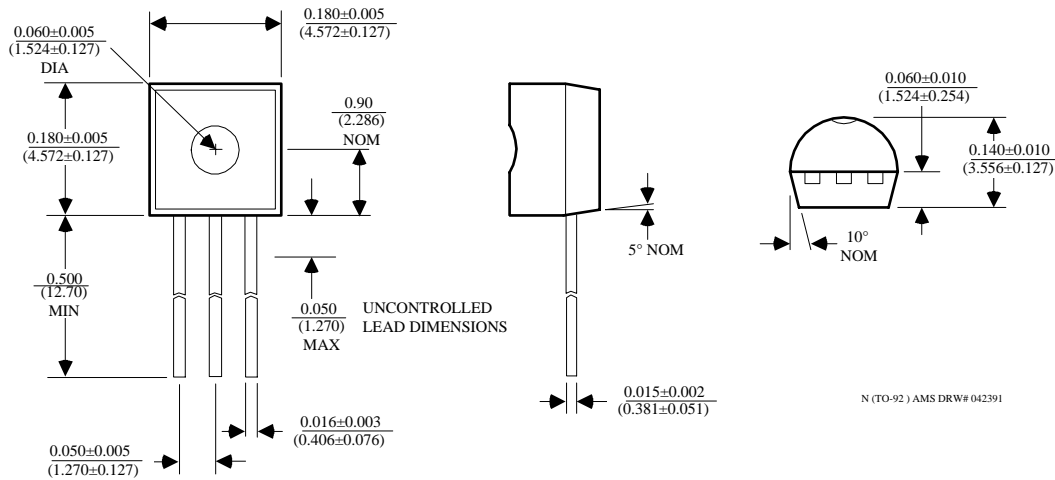 0.060±0.005
(1.524±0.127)
DIA
0.180±0.005
(4.572±0.127)
0.180±0.005
(4.572±0.127)
0.90
(2.286)
NOM
0.500
(12.70)
MIN
0.050
(1.270)
MAX
UNCONTROLLED
LEAD DIMENSIONS
0.016±0.003
(0.406±0.076)
0.050±0.005
(1.270±0.127)
5° NOM
0.015±0.002
(0.381±0.051)
0.060±0.010
(1.524±0.254)
0.140±0.010
(3.556±0.127)
10°
NOM
N (TO-92 ) AMS DRW# 042391